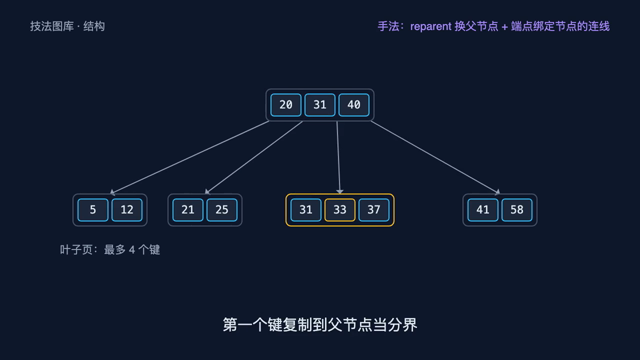 技法图库 · 结构
手法：reparent 换父节点 + 端点绑定节点的连线
20 31 40
5 12
21 25
31 33 37
41 58
叶子页：最多 4 个键
第一个键复制到父节点当分界